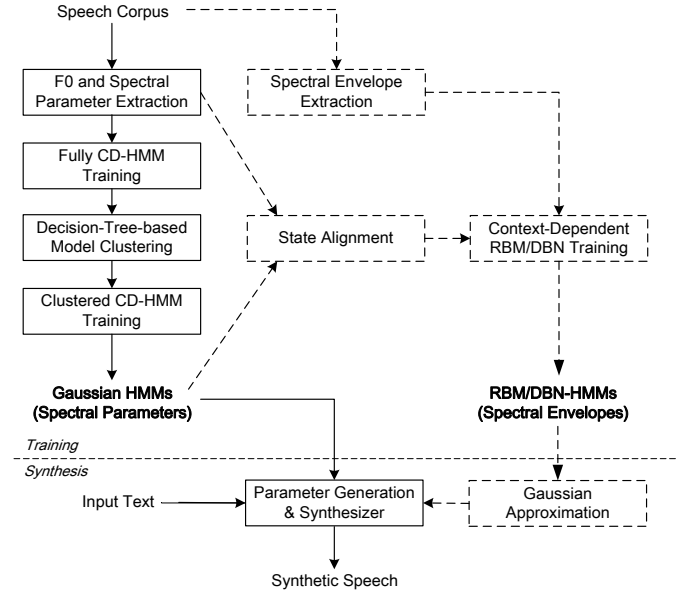 Speech Corpus
F0 and Spectral
Parameter Extraction
Spectral Envelope
Extraction
Fully CD-HMM
Training
Decision-Tree-based
Model Clustering
State Alignment
Context-Dependent
RBM/DBN Training
Clustered CD-HMM
Training
Gaussian HMMs
(Spectral Parameters)
RBM/DBN-HMMs
(Spectral Envelopes)
Training
Synthesis
Input Text
Parameter Generation
& Synthesizer
Gaussian
Approximation
Synthetic Speech